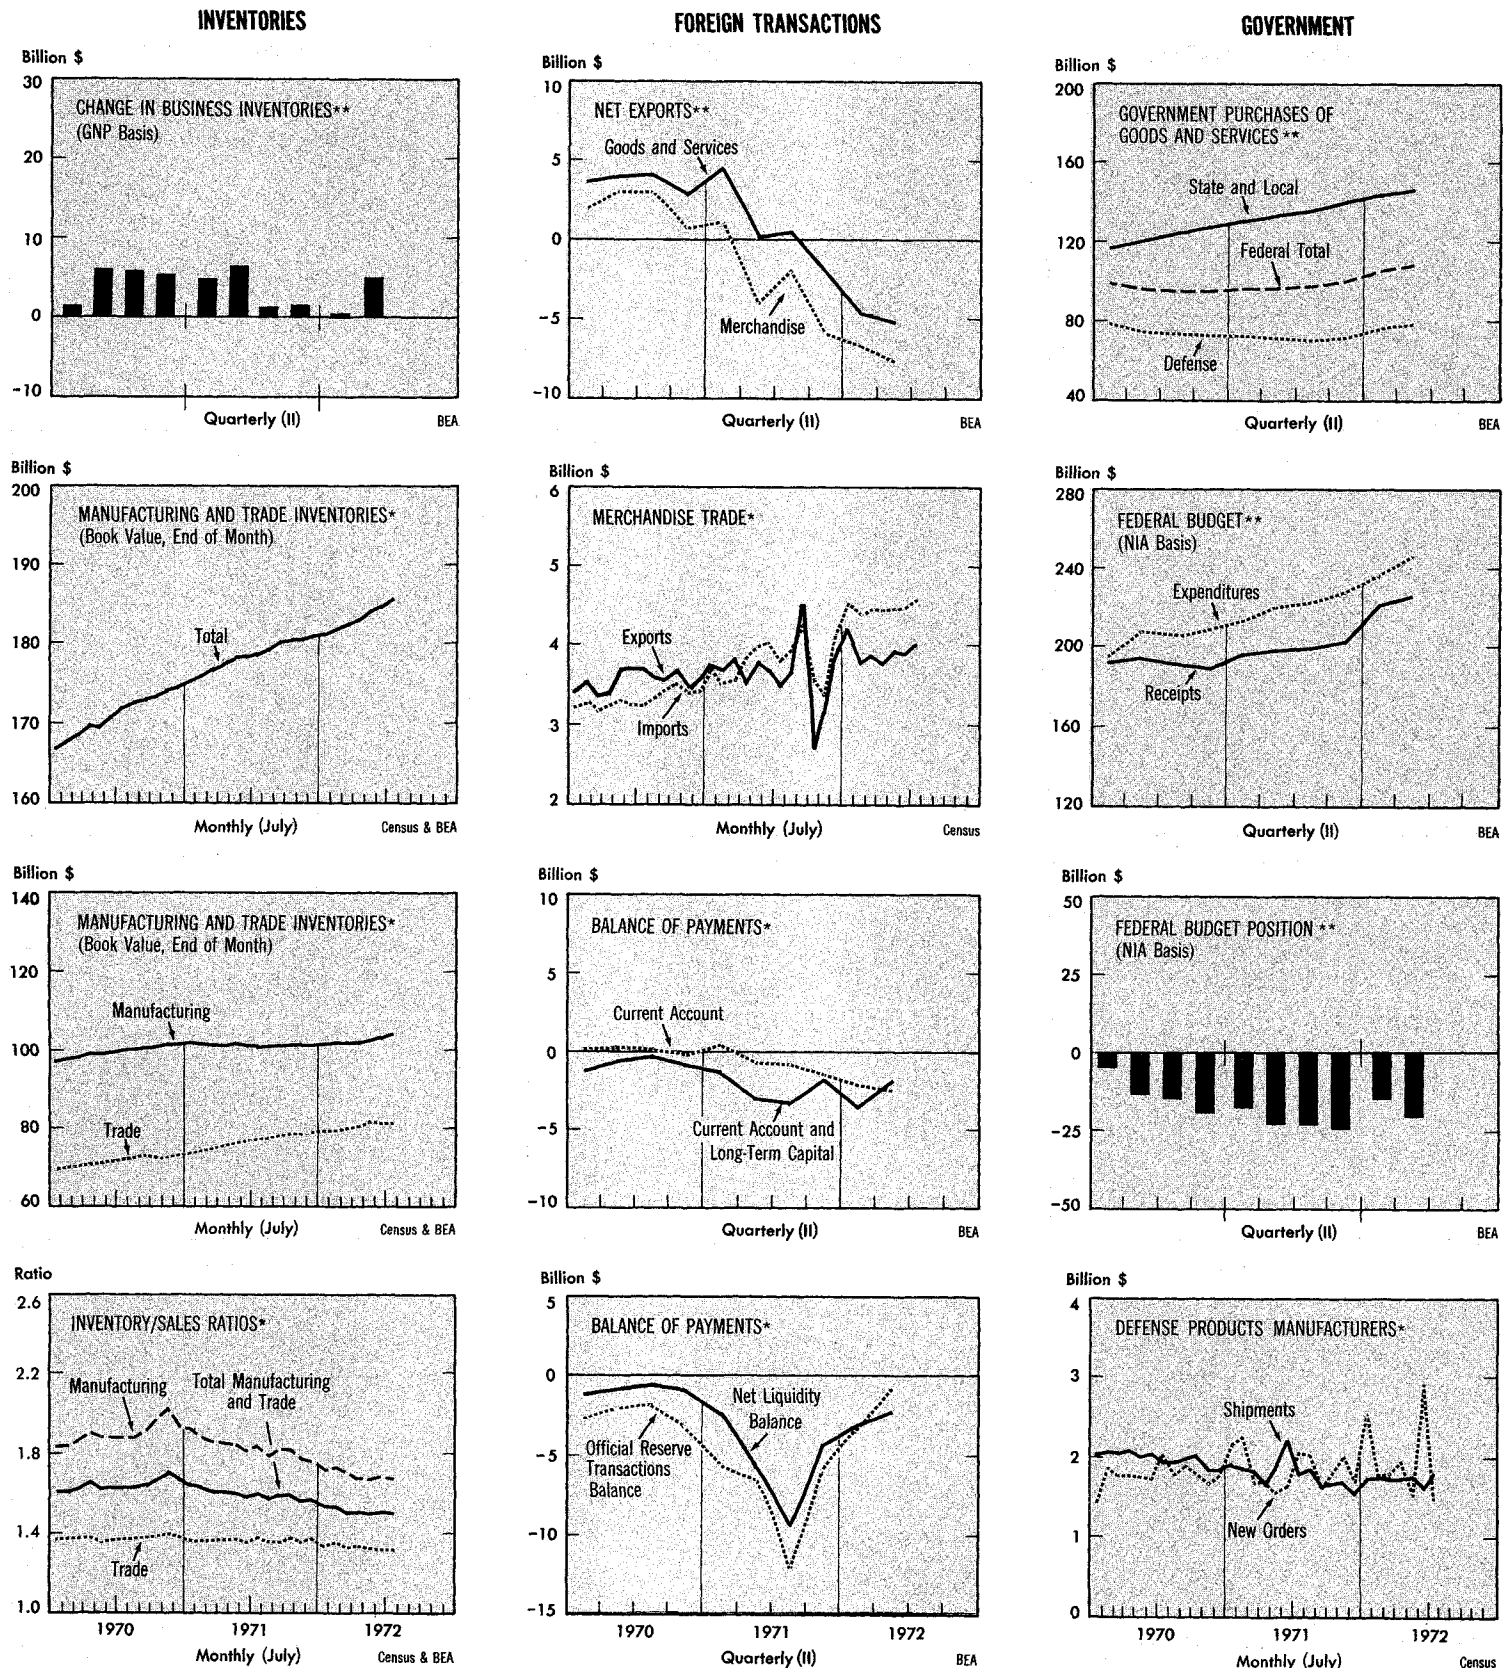 INVENTORIES
Billion $
30
20
10
0
-10
CHANGE IN BUSINESS INVENTORIES**
(GNP Basis)
Quarterly (II)
BEA
Billion $
200
190
180
170
160
MANUFACTURING AND TRADE INVENTORIES*
(Book Value, End of Month)
Total
Monthly (July)
Census & BEA
Billion $
140
120
100
80
60
MANUFACTURING AND TRADE INVENTORIES*
(Book Value, End of Month)
Manufacturing
Trade
Monthly (July)
Census & BEA
Ratio
2.6
2.2
1.8
1.4
1.0
INVENTORY/SALES RATIOS*
Manufacturing
Total Manufacturing
and Trade
Trade
1970
1971
1972
Monthly (July)
Census & BEA
FOREIGN TRANSACTIONS
Billion $
10
5
0
-5
-10
NET EXPORTS**
Goods and Services
Merchandise
Quarterly (II)
BEA
Billion $
6
5
4
3
2
MERCHANDISE TRADE*
Exports
Imports
Monthly (July)
Census
Billion $
10
5
0
-5
-10
BALANCE OF PAYMENTS*
Current Account
Current Account and
Long-Term Capital
Quarterly (II)
BEA
Billion $
5
0
-5
-10
-15
BALANCE OF PAYMENTS*
Net Liquidity
Balance
Official Reserve
Transactions
Balance
1970
1971
1972
Quarterly (II)
BEA
GOVERNMENT
Billion $
200
160
120
80
40
GOVERNMENT PURCHASES OF
GOODS AND SERVICES**
State and Local
Federal Total
Defense
Quarterly (II)
BEA
Billion $
280
240
200
160
120
FEDERAL BUDGET**
(NIA Basis)
Expenditures
Receipts
Quarterly (II)
BEA
Billion $
50
25
0
-25
-50
FEDERAL BUDGET POSITION**
(NIA Basis)
Quarterly (II)
BEA
Billion $
4
3
2
1
0
DEFENSE PRODUCTS MANUFACTURERS*
Shipments
New Orders
1970
1971
1972
Monthly (July)
Census